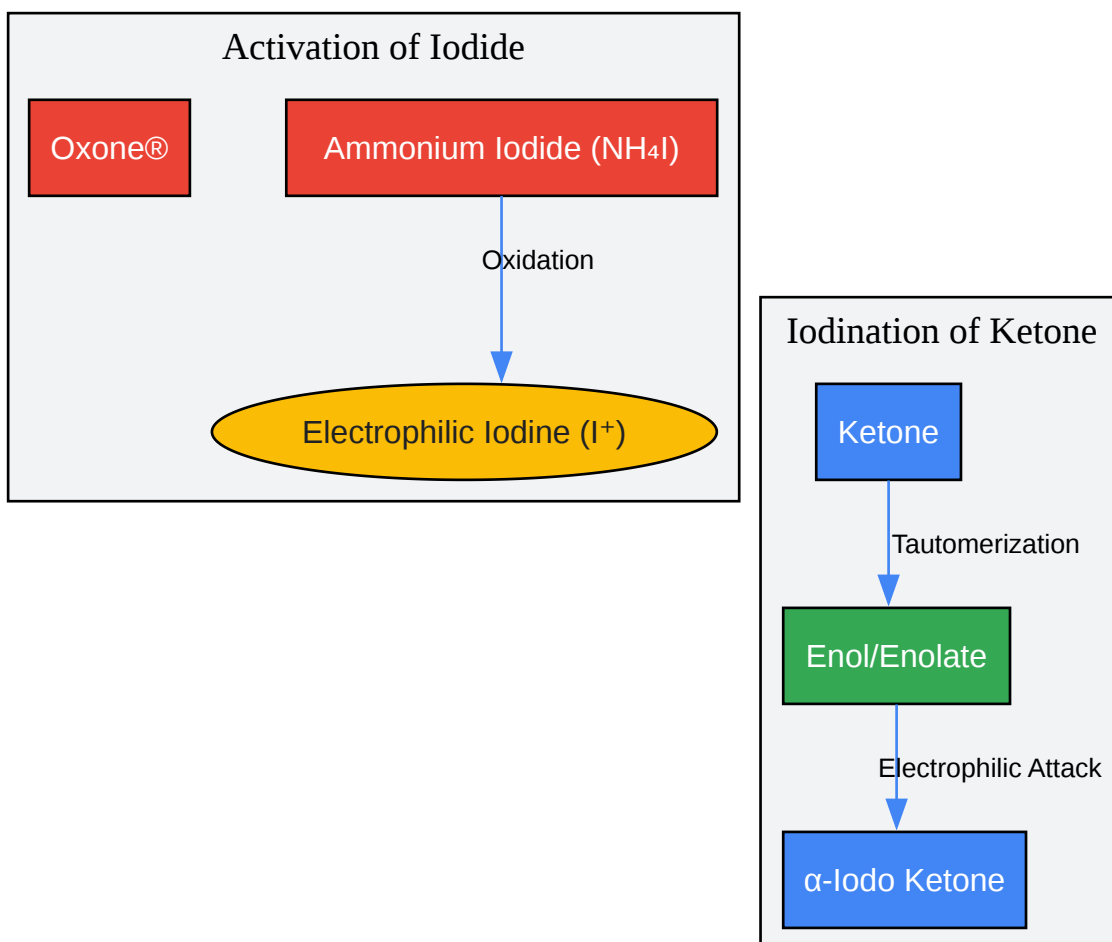 Activation of Iodide
Oxone®
Ammonium Iodide (NH₄I)
Oxidation
Electrophilic Iodine (I⁺)
Iodination of Ketone
Ketone
Tautomerization
Enol/Enolate
Electrophilic Attack
α-Iodo Ketone